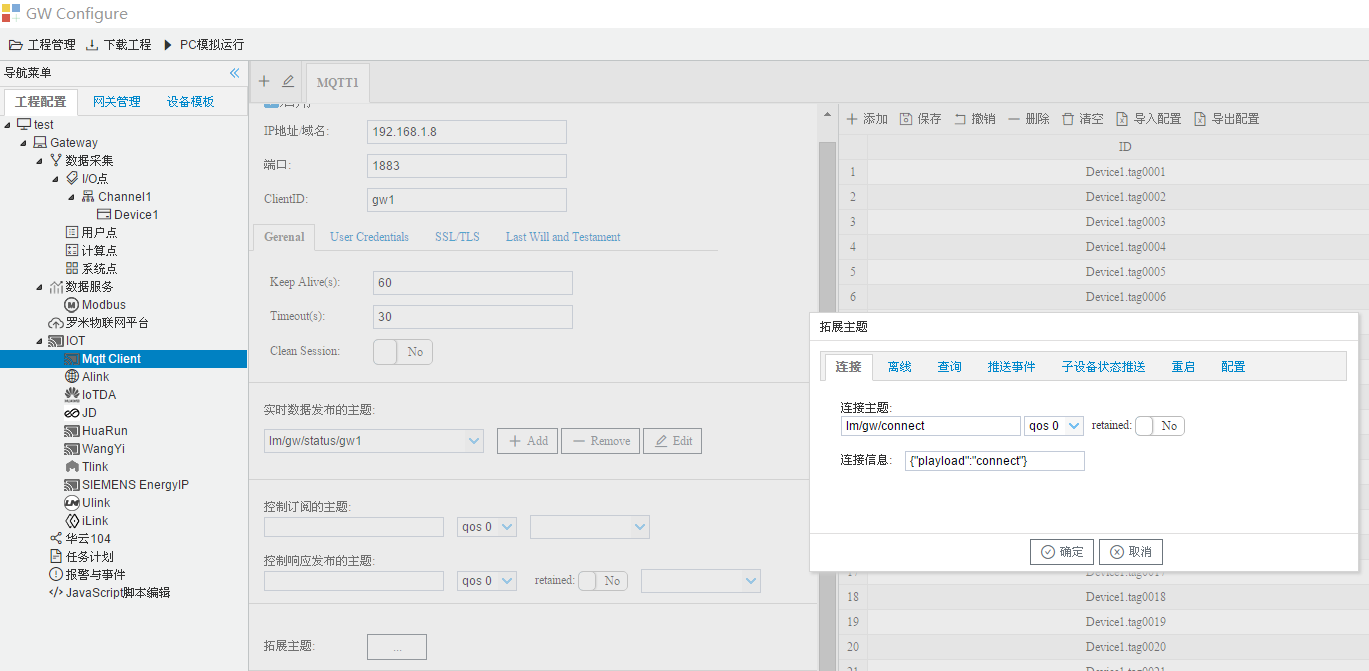 GW Configure
工程管理 下载工程 PC模拟运行
导航菜单
工程配置 网关管理 设备模板
test
Gateway
数据采集
I/O点
Channel1
Device1
用户点
计算点
系统点
数据服务
Modbus
罗米物联网平台
IOT
Mqtt Client
Alink
IoTDA
JD
HuaRun
WangYi
Tlink
SIEMENS EnergyIP
Ulink
iLink
华云104
任务计划
报警与事件
JavaScript脚本编辑
MQTT1
IP地址/域名: 192.168.1.8
端口: 1883
ClientID: gw1
Gerenal User Credentials SSL/TLS Last Will and Testament
Keep Alive(s): 60
Timeout(s): 30
Clean Session: No
实时数据发布的主题:
lm/gw/status/gw1 Add Remove Edit
控制订阅的主题:
qos 0
控制响应发布的主题:
qos 0 retained: No
拓展主题: ...
添加 保存 撤销 删除 清空 导入配置 导出配置
ID
1 Device1.tag0001
2 Device1.tag0002
3 Device1.tag0003
4 Device1.tag0004
5 Device1.tag0005
6 Device1.tag0006
拓展主题
连接 离线 查询 推送事件 子设备状态推送 重启 配置
连接主题:
lm/gw/connect qos 0 retained: No
连接信息: {"playload":"connect"}
确定 取消
18 Device1.tag0018
19 Device1.tag0019
20 Device1.tag0020